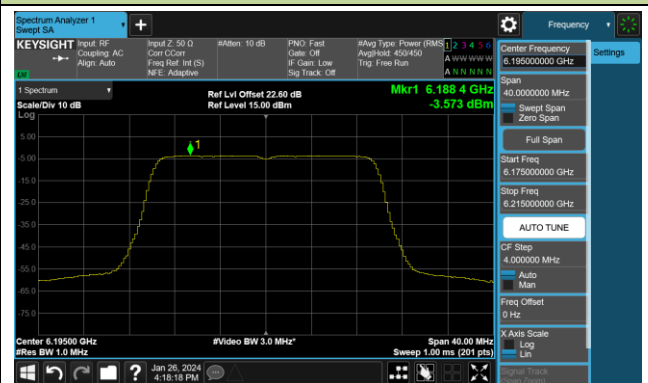 Spectrum Analyzer 1
Swept SA
+
Frequency
KEYSIGHT
Input: RF
Coupling: AC
Align: Auto
Input Z: 50 Ω
Corr CCorr
Freq Ref: Int (S)
NFE: Adaptive
#Atten: 10 dB
PNO: Fast
Gate: Off
IF Gain: Low
Sig Track: Off
#Avg Type: Power (RMS
Avg|Hold: 450/450
Trig: Free Run
1 2 3 4 5 6
A W W W W W
A N N N N N
Center Frequency
6.195000000 GHz
Settings
Span
40.0000000 MHz
Swept Span
Zero Span
Full Span
Start Freq
6.175000000 GHz
Stop Freq
6.215000000 GHz
AUTO TUNE
CF Step
4.000000 MHz
Auto
Man
Freq Offset
0 Hz
X Axis Scale
Log
Lin
Signal Track
(Span Zoom)
1 Spectrum
Scale/Div 10 dB
Ref Lvl Offset 22.60 dB
Ref Level 15.00 dBm
Mkr1 6.188 4 GHz
-3.573 dBm
Log
5.00
-5.00
-15.0
-25.0
-35.0
-45.0
-55.0
-65.0
-75.0
1
Center 6.19500 GHz
#Res BW 1.0 MHz
#Video BW 3.0 MHz*
Span 40.00 MHz
Sweep 1.00 ms (201 pts)
?
Jan 26, 2024
4:18:18 PM